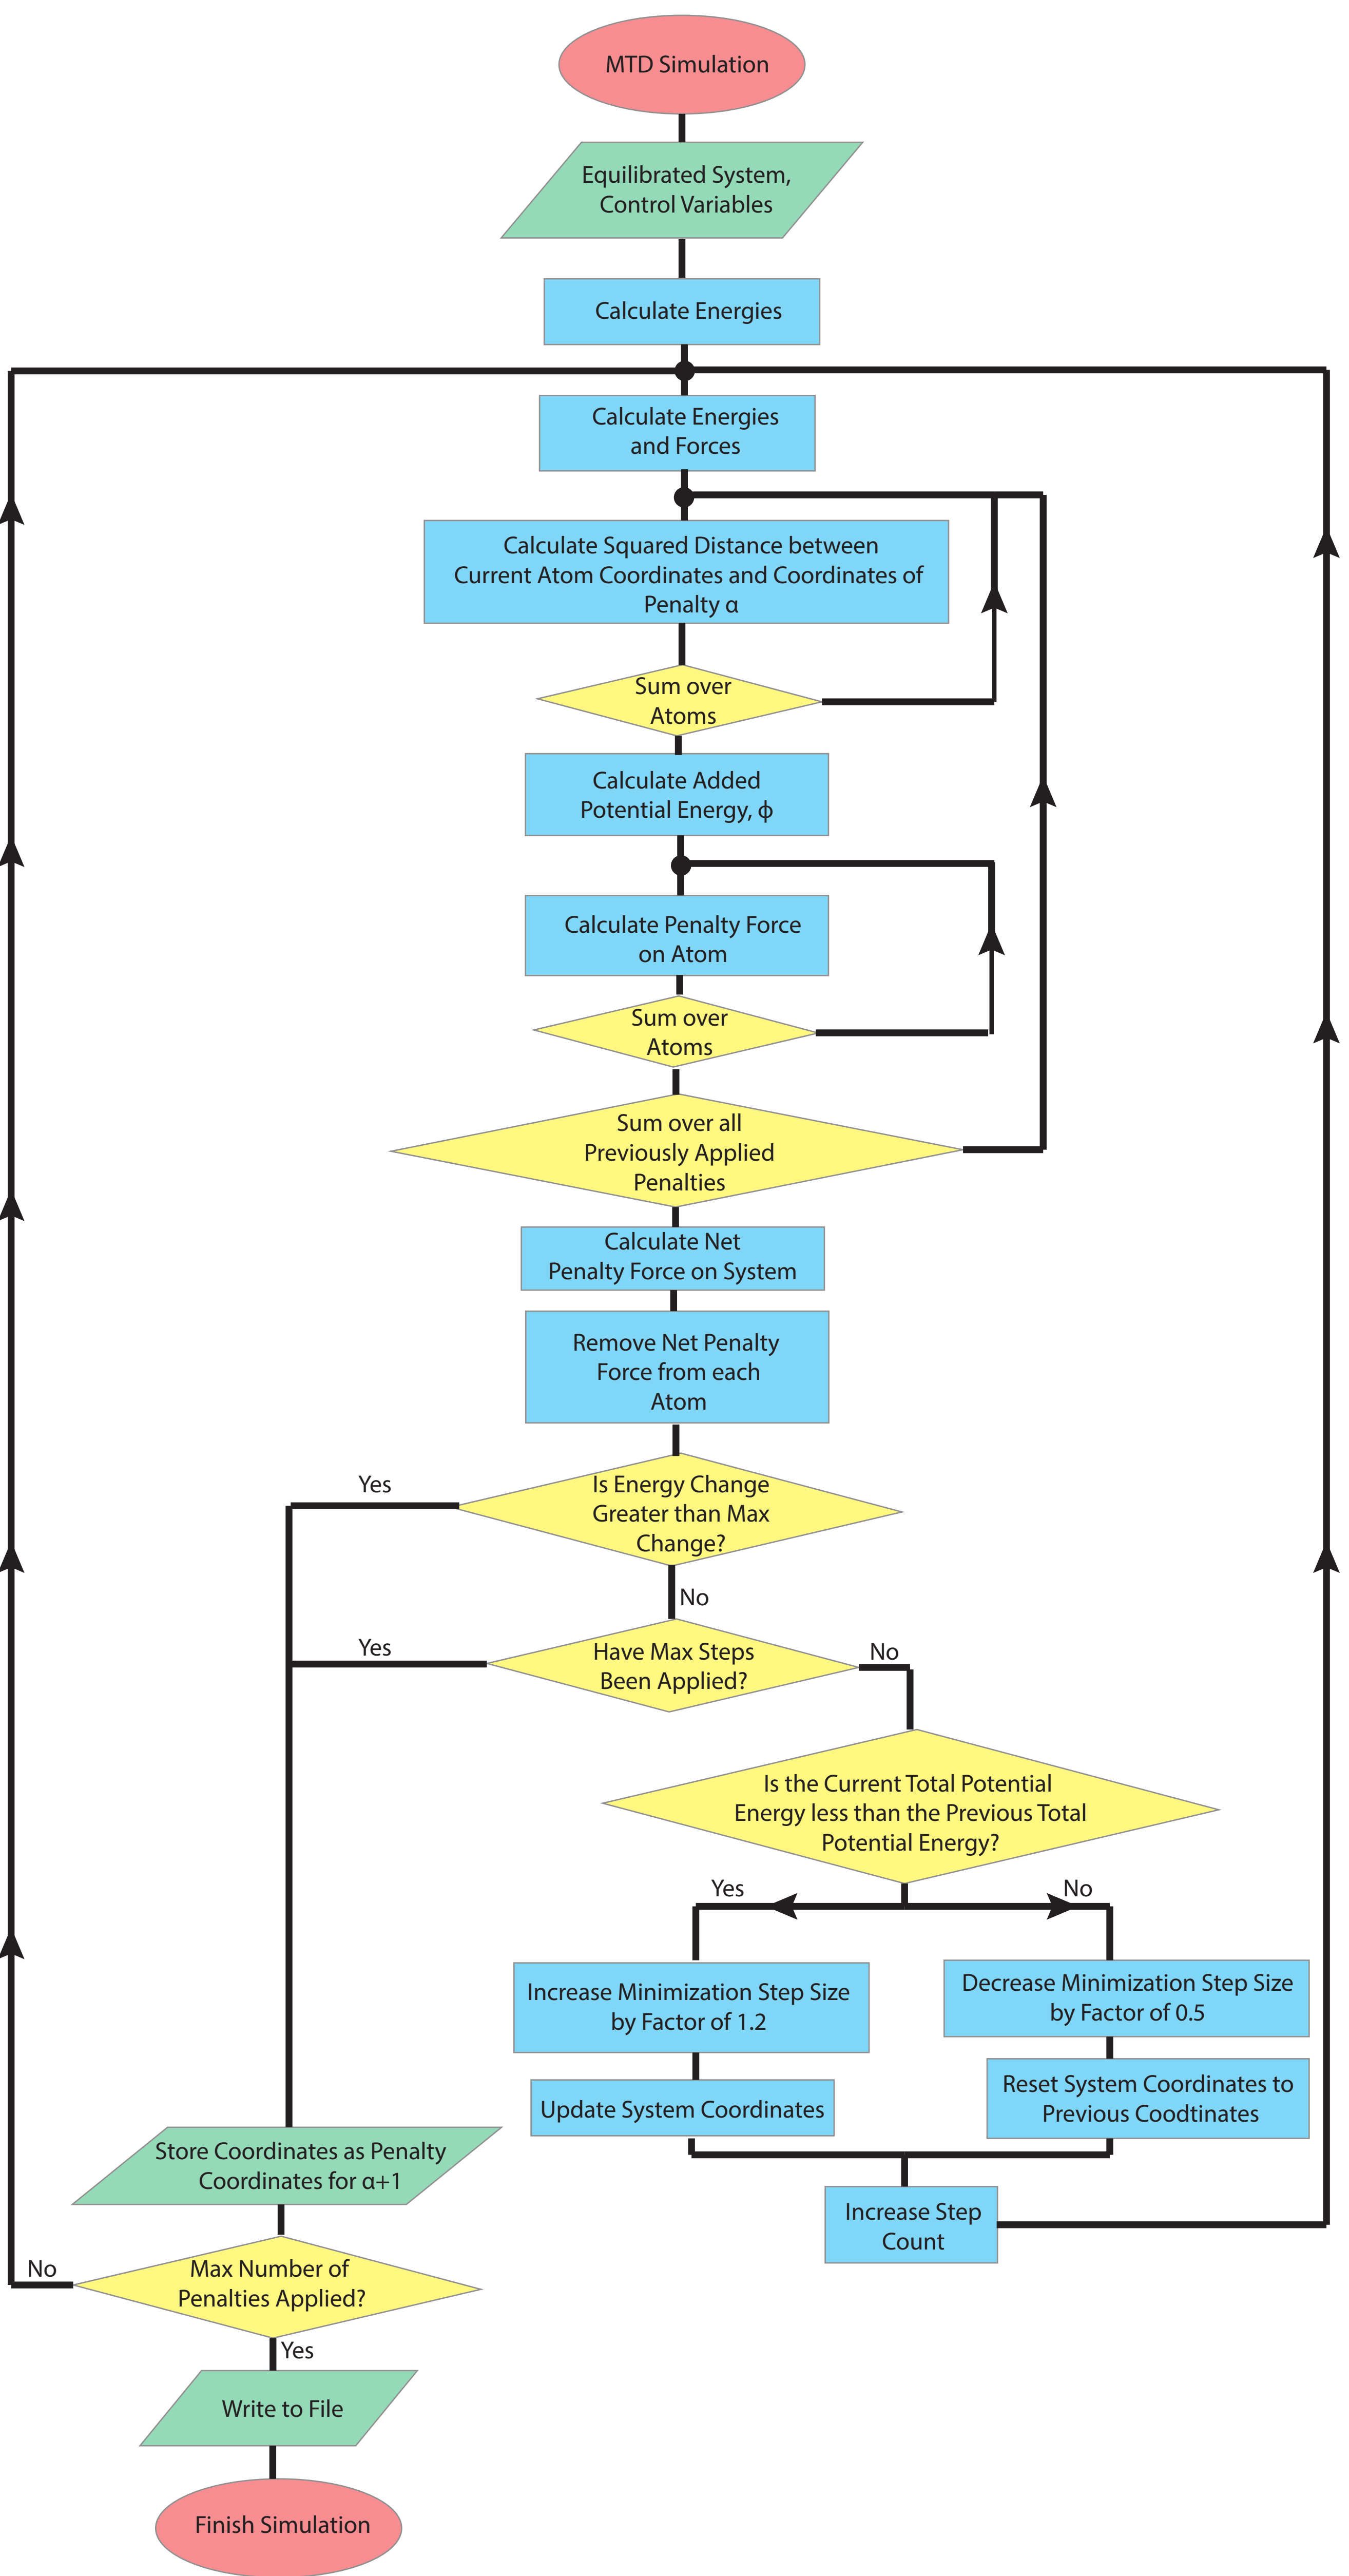 MTD Simulation
Equilibrated System,
Control Variables
Calculate Energies
Calculate Energies
and Forces
Calculate Squared Distance between
Current Atom Coordinates and Coordinates of
Penalty α
Sum over
Atoms
Calculate Added
Potential Energy, ϕ
Calculate Penalty Force
on Atom
Sum over
Atoms
Sum over all
Previously Applied
Penalties
Calculate Net
Penalty Force on System
Remove Net Penalty
Force from each
Atom
Yes
Is Energy Change
Greater than Max
Change?
No
Yes
Have Max Steps
Been Applied?
No
Is the Current Total Potential
Energy less than the Previous Total
Potential Energy?
Yes
No
Increase Minimization Step Size
by Factor of 1.2
Decrease Minimization Step Size
by Factor of 0.5
Update System Coordinates
Reset System Coordinates to
Previous Coodtinates
Store Coordinates as Penalty
Coordinates for α+1
Increase Step
Count
No
Max Number of
Penalties Applied?
Yes
Write to File
Finish Simulation